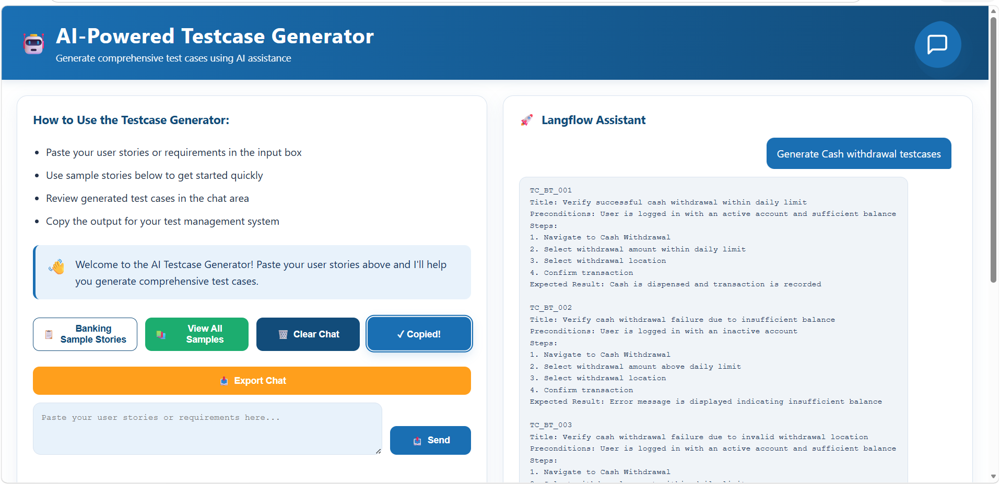 AI-Powered Testcase Generator
Generate comprehensive test cases using AI assistance
How to Use the Testcase Generator:
Paste your user stories or requirements in the input box
Use sample stories below to get started quickly
Review generated test cases in the chat area
Copy the output for your test management system
Welcome to the AI Testcase Generator! Paste your user stories above and I'll help
you generate comprehensive test cases.
Banking
Sample Stories
View All
Samples
Clear Chat
✓ Copied!
Export Chat
Paste your user stories or requirements here...
Send
Langflow Assistant
Generate Cash withdrawal testcases
TC_BT_001
Title: Verify successful cash withdrawal within daily limit
Preconditions: User is logged in with an active account and sufficient balance
Steps:
1. Navigate to Cash Withdrawal
2. Select withdrawal amount within daily limit
3. Select withdrawal location
4. Confirm transaction
Expected Result: Cash is dispensed and transaction is recorded
TC_BT_002
Title: Verify cash withdrawal failure due to insufficient balance
Preconditions: User is logged in with an inactive account
Steps:
1. Navigate to Cash Withdrawal
2. Select withdrawal amount above daily limit
3. Select withdrawal location
4. Confirm transaction
Expected Result: Error message is displayed indicating insufficient balance
TC_BT_003
Title: Verify cash withdrawal failure due to invalid withdrawal location
Preconditions: User is logged in with an active account and sufficient balance
Steps:
1. Navigate to Cash Withdrawal